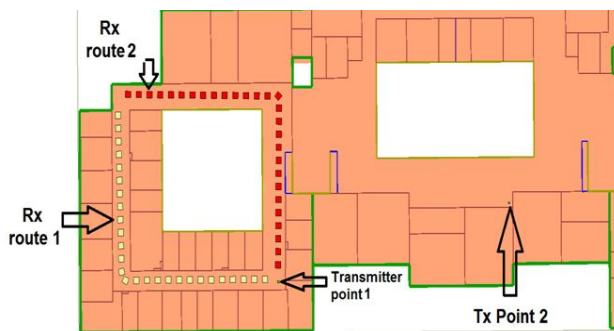 Rx
route 2
Rx
route 1
Transmitter
point 1
Tx Point 2